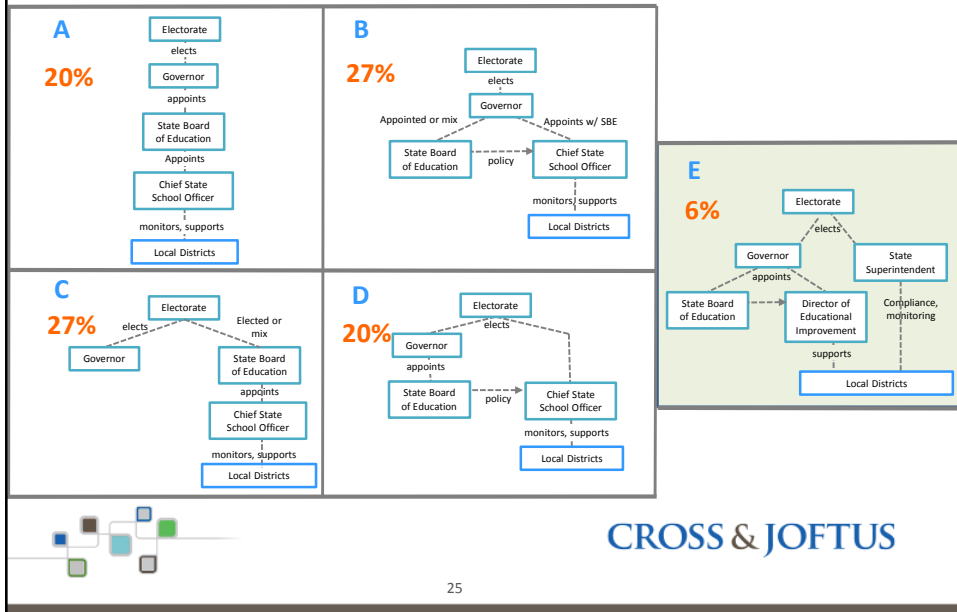 A
20%
Electorate
elects
Governor
appoints
State Board
of Education
Appoints
Chief State
School Officer
monitors, supports
Local Districts
B
27%
Electorate
elects
Governor
Appointed or mix
Appoints w/ SBE
State Board
of Education
policy
Chief State
School Officer
monitors, supports
Local Districts
C
27%
Electorate
elects
Elected or
mix
Governor
State Board
of Education
appoints
Chief State
School Officer
monitors, supports
Local Districts
D
20%
Electorate
elects
Governor
appoints
State Board
of Education
policy
Chief State
School Officer
monitors, supports
Local Districts
E
6%
Electorate
elects
Governor
State
Superintendent
appoints
State Board
of Education
Director of
Educational
Improvement
Compliance,
monitoring
supports
Local Districts
CROSS & JOFTUS
25